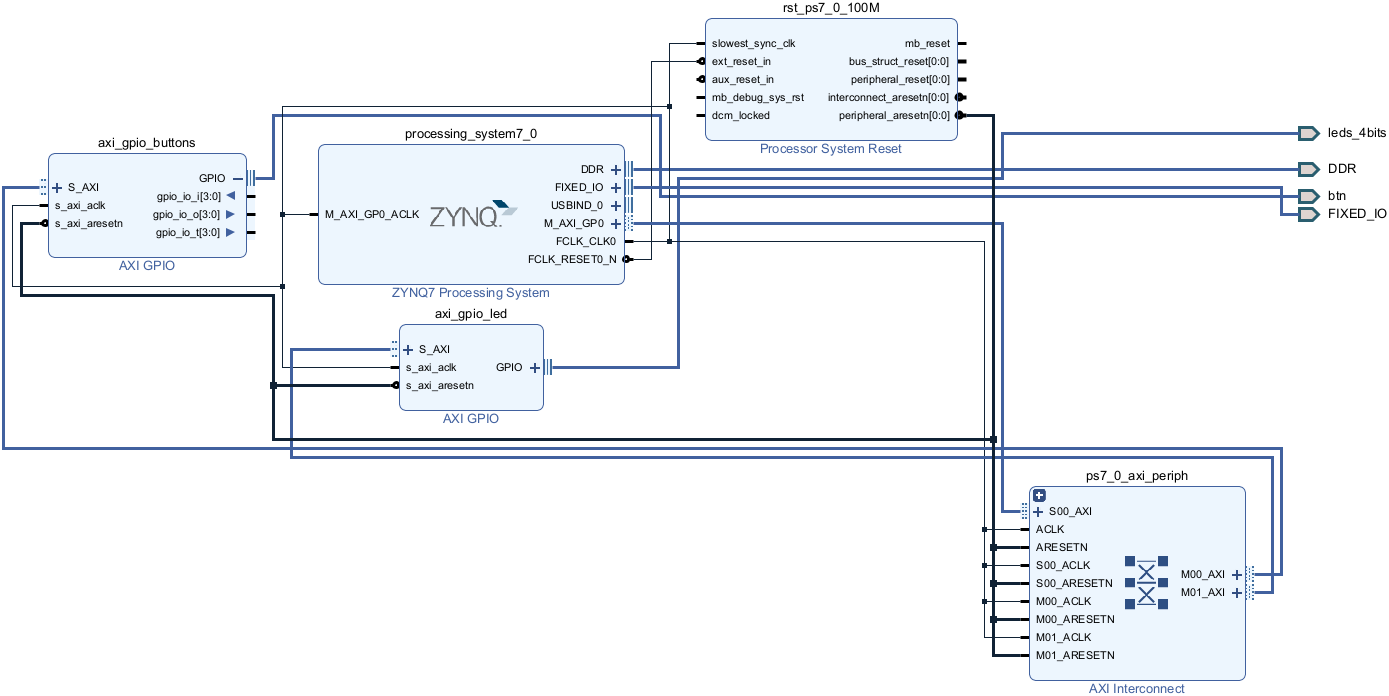 rst_ps7_0_100M
slowest_sync_clk
ext_reset_in
aux_reset_in
mb_debug_sys_rst
dcm_locked
mb_reset
bus_struct_reset[0:0]
peripheral_reset[0:0]
interconnect_aresetn[0:0]
peripheral_aresetn[0:0]
Processor System Reset
axi_gpio_buttons
S_AXI
s_axi_aclk
s_axi_aresetn
GPIO
gpio_io_i[3:0]
gpio_io_o[3:0]
gpio_io_t[3:0]
AXI GPIO
processing_system7_0
M_AXI_GP0_ACLK
ZYNQ
DDR
FIXED_IO
USBIND_0
M_AXI_GP0
FCLK_CLK0
FCLK_RESET0_N
ZYNQ7 Processing System
leds_4bits
DDR
btn
FIXED_IO
axi_gpio_led
S_AXI
s_axi_aclk
s_axi_aresetn
GPIO
AXI GPIO
ps7_0_axi_periph
S00_AXI
ACLK
ARESETN
S00_ACLK
S00_ARESETN
M00_ACLK
M00_ARESETN
M01_ACLK
M01_ARESETN
M00_AXI
M01_AXI
AXI Interconnect